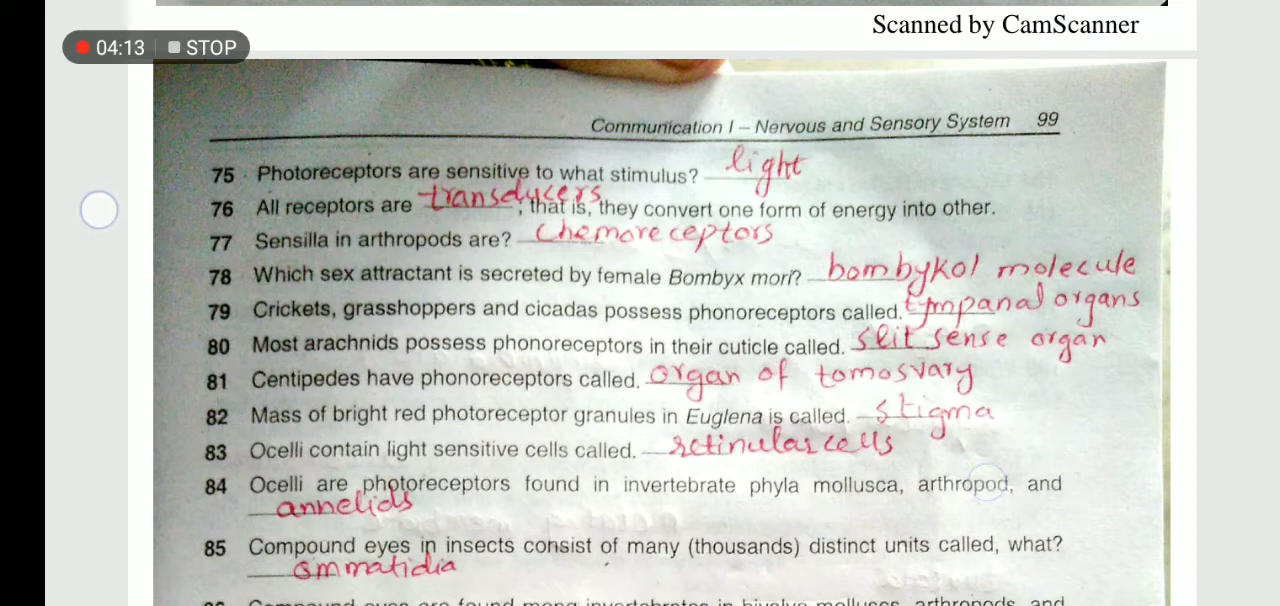 Scanned by CamScanner
04:13 STOP
Communication I – Nervous and Sensory System 99
75 Photoreceptors are sensitive to what stimulus? light
76 All receptors are transducers, that is, they convert one form of energy into other.
77 Sensilla in arthropods are? chemoreceptors
78 Which sex attractant is secreted by female Bombyx mori? bombykol molecule
79 Crickets, grasshoppers and cicadas possess phonoreceptors called. tympanal organs
80 Most arachnids possess phonoreceptors in their cuticle called. slit sense organ
81 Centipedes have phonoreceptors called. organ of tomosvary
82 Mass of bright red photoreceptor granules in Euglena is called. stigma
83 Ocelli contain light sensitive cells called. retinular cells
84 Ocelli are photoreceptors found in invertebrate phyla mollusca, arthropod, and
annelids
85 Compound eyes in insects consist of many (thousands) distinct units called, what?
ommatidia